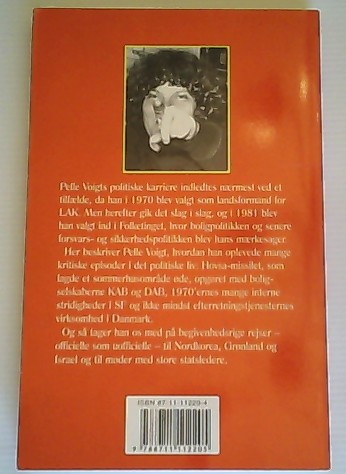 Pelle Voigts politiske karriere indledtes nærmest ved et
tilfælde, da han i 1970 blev valgt som landsformand for
LAK. Men herefter gik det slag i slag, og i 1981 blev
han valgt ind i Folketinget, hvor boligpolitikken og senere
forsvars- og sikkerhedspolitikken blev hans mærkesager.
Her beskriver Pelle Voigt, hvordan han oplevede mange
kritiske episoder i det politiske liv: Hovsa-missilet, som
lagde et sommerhusområde øde, opgøret med bolig-
selskaberne KAB og DAB, 1970'ernes mange interne
stridigheder i SF og ikke mindst efterretningstjenesternes
virksomhed i Danmark.
Og så tager han os med på begivenhedsrige rejser –
officielle som uofficielle – til Nordkorea, Grønland og
Israel og til møder med store statsledere.
ISBN 87-11-11220-4
9 788711 112205